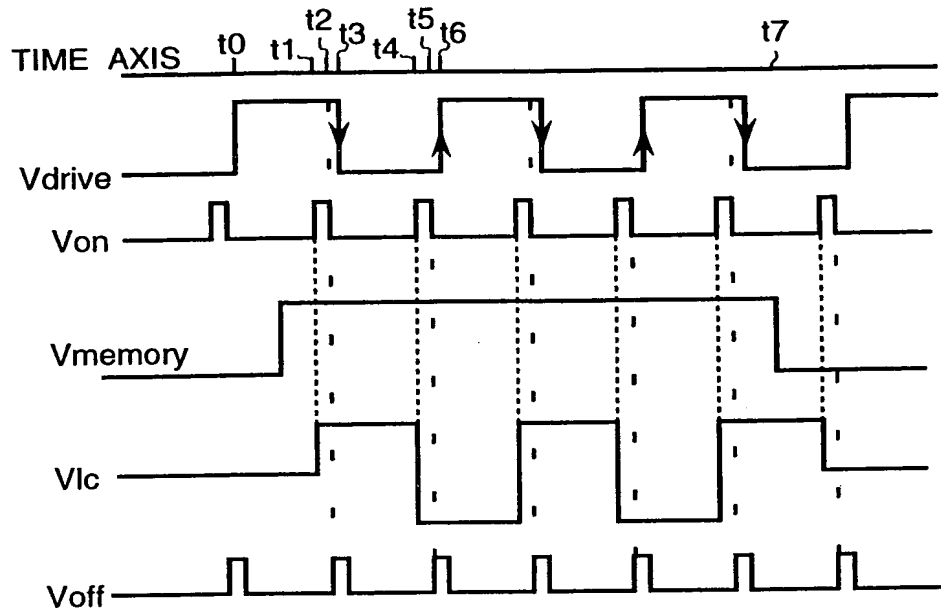 t0 t1 t2 t3 t4 t5 t6 t7
TIME AXIS
Vdrive
Von
Vmemory
Vlc
Voff